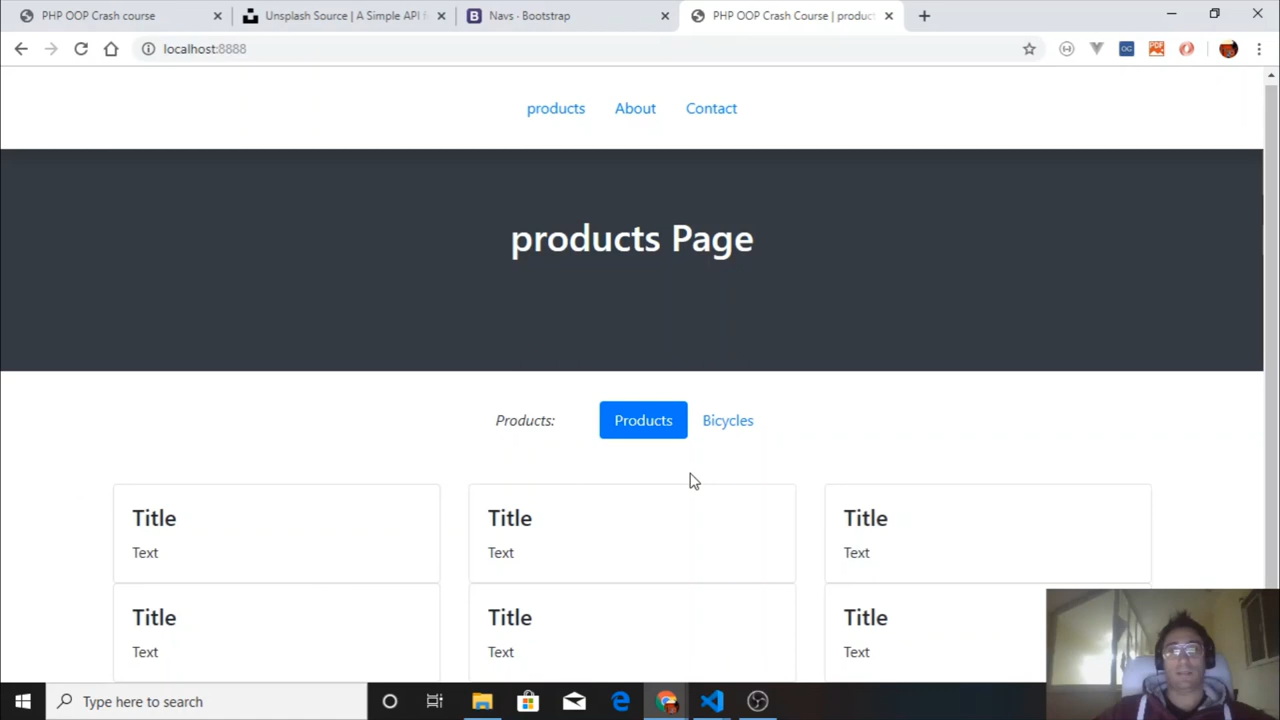 PHP OOP Crash course
Unsplash Source | A Simple API f
Navs · Bootstrap
PHP OOP Crash Course | product
localhost:8888
OG
PDF
products About Contact
products Page
Products: Products Bicycles
Title Title Title
Text Text Text
Title Title Title
Text Text Text
Type here to search